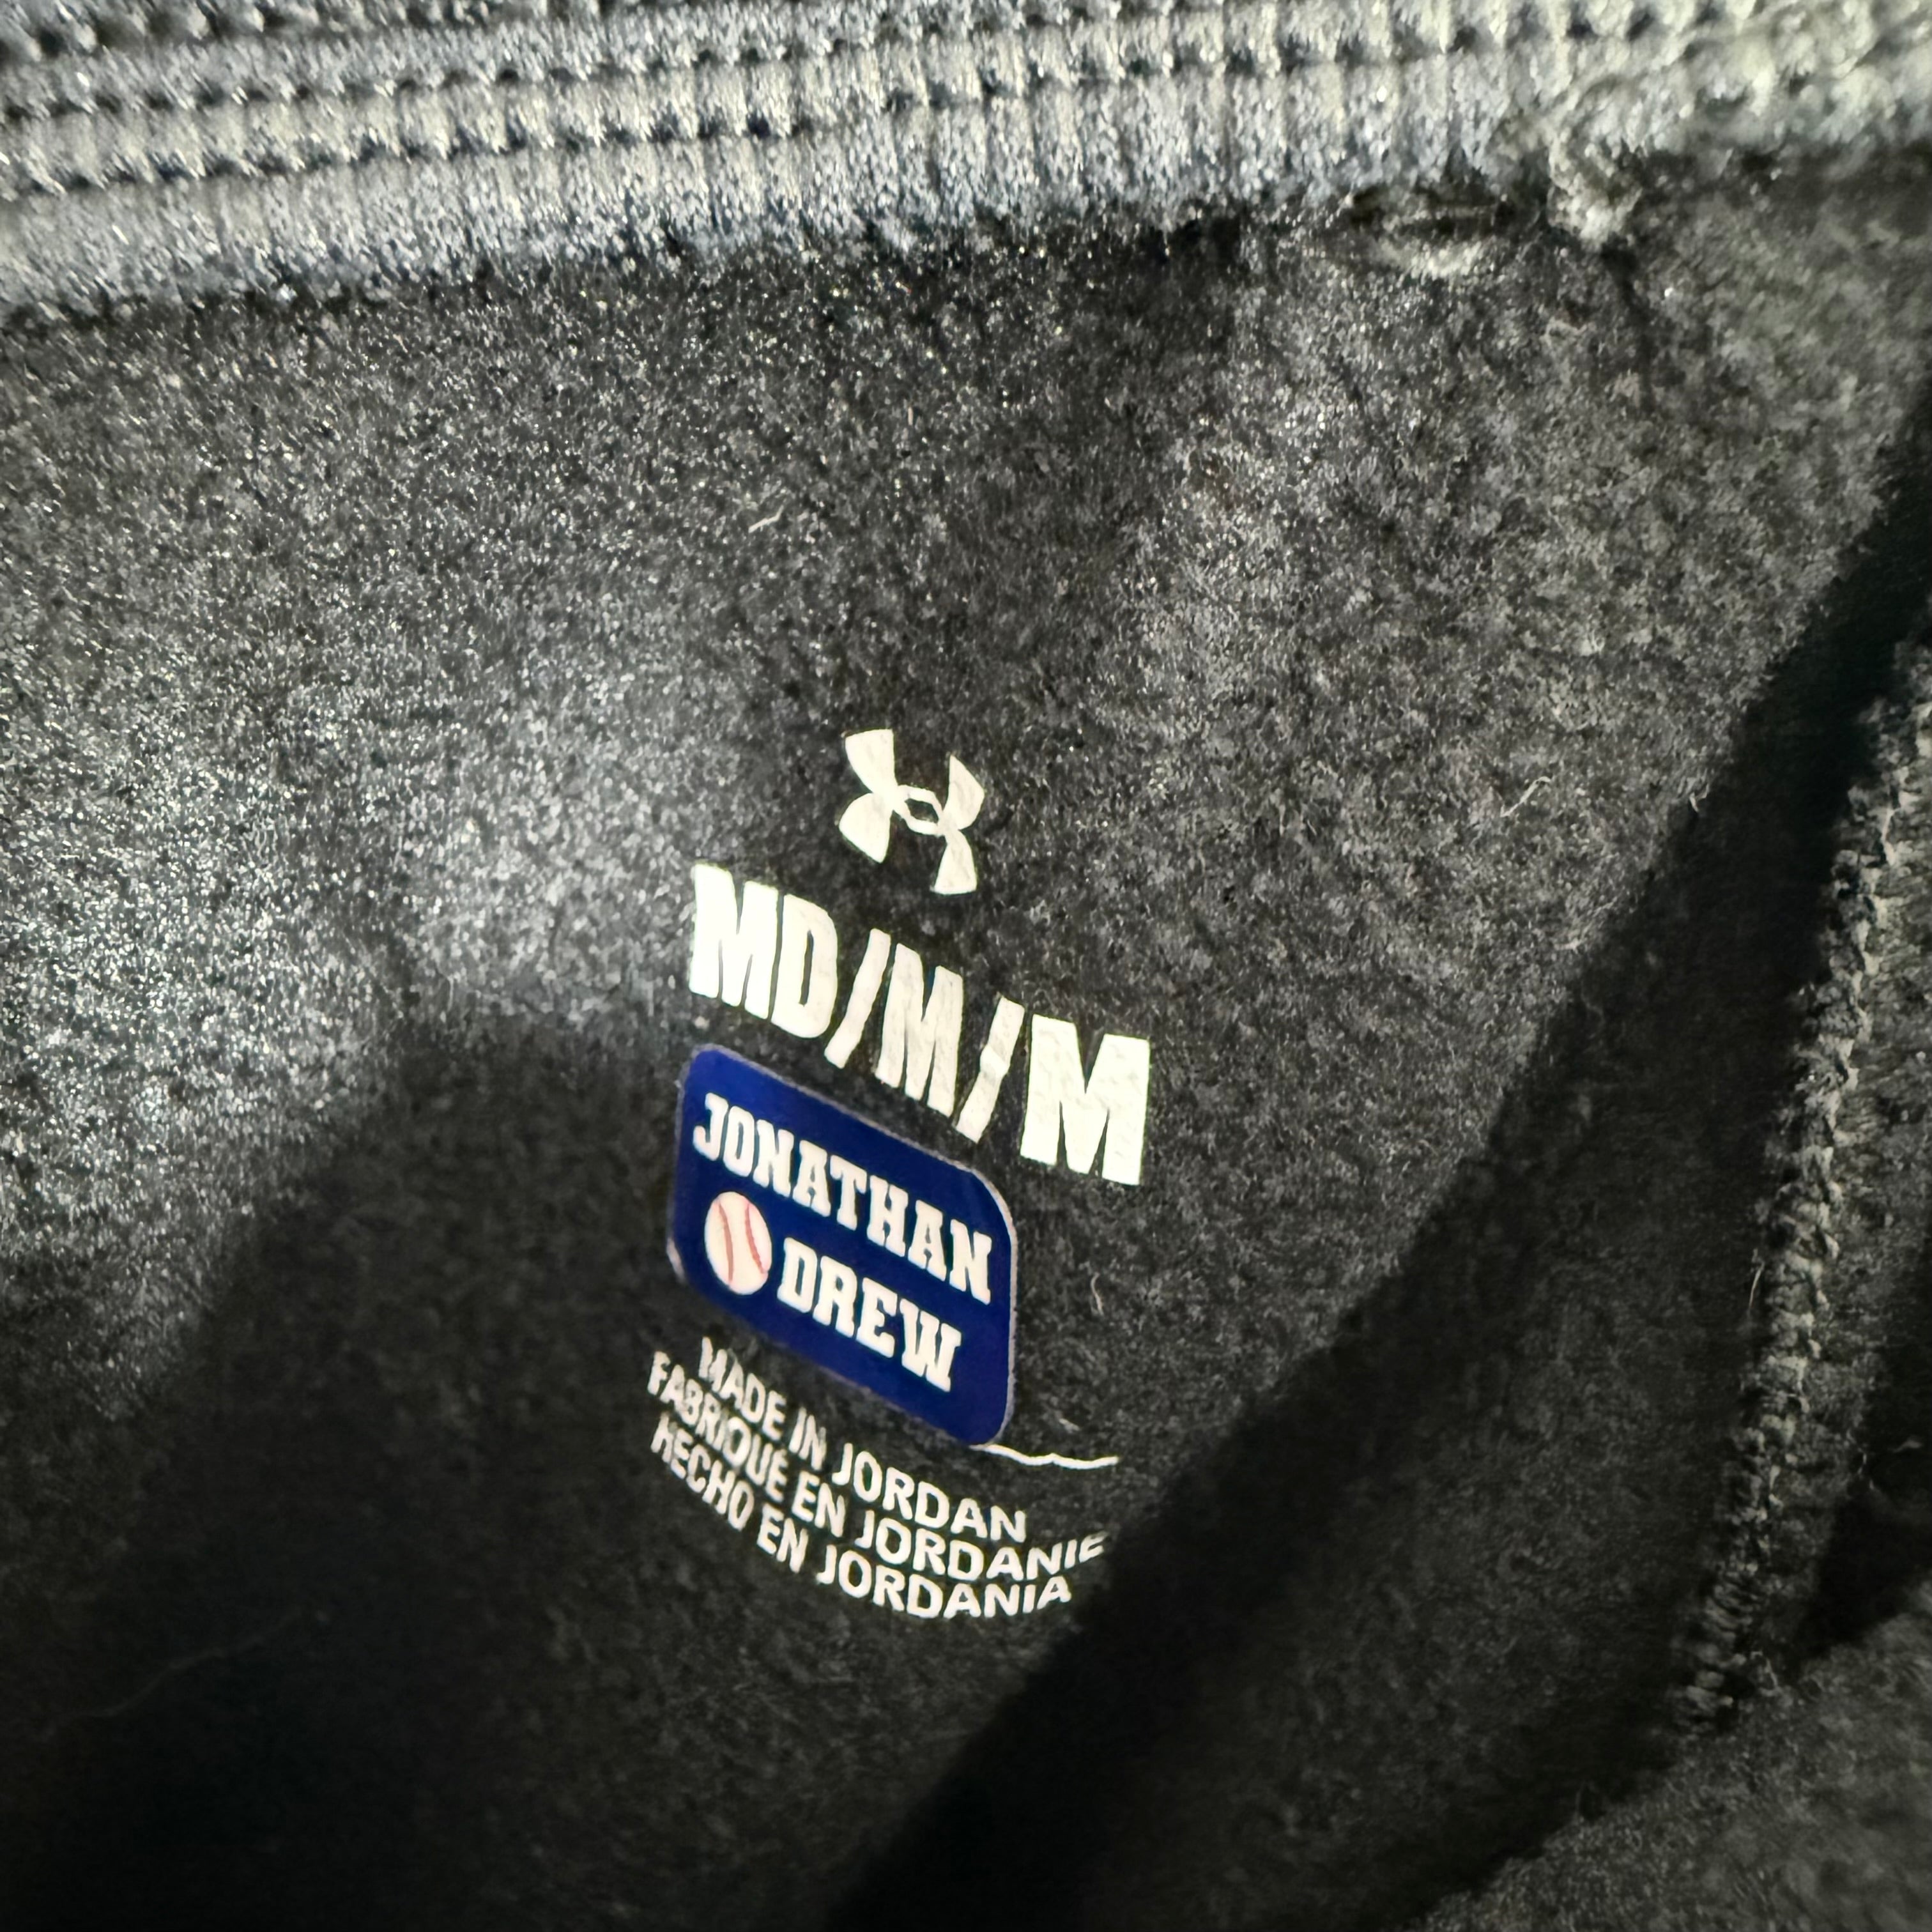 MD/M/M
JONATHAN
DREW
MADE IN JORDAN
FABRIQUÉ EN JORDANIE
HECHO EN JORDANIA